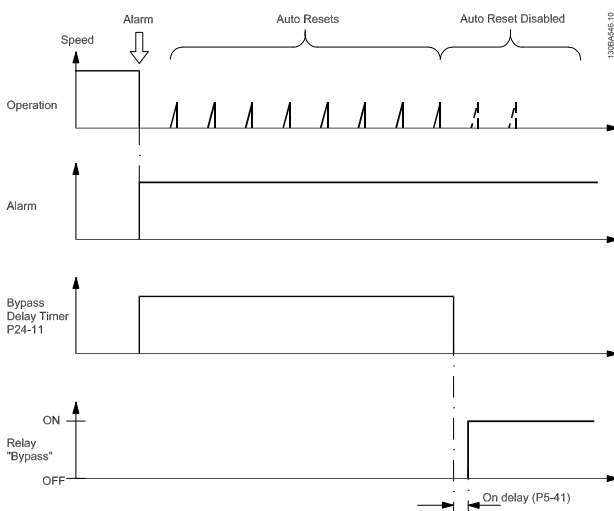 Alarm
Auto Resets
Auto Reset Disabled
130BA546.10
Speed
Operation
Alarm
Bypass
Delay Timer
P24-11
ON
Relay
"Bypass"
OFF
On delay (P5-41)